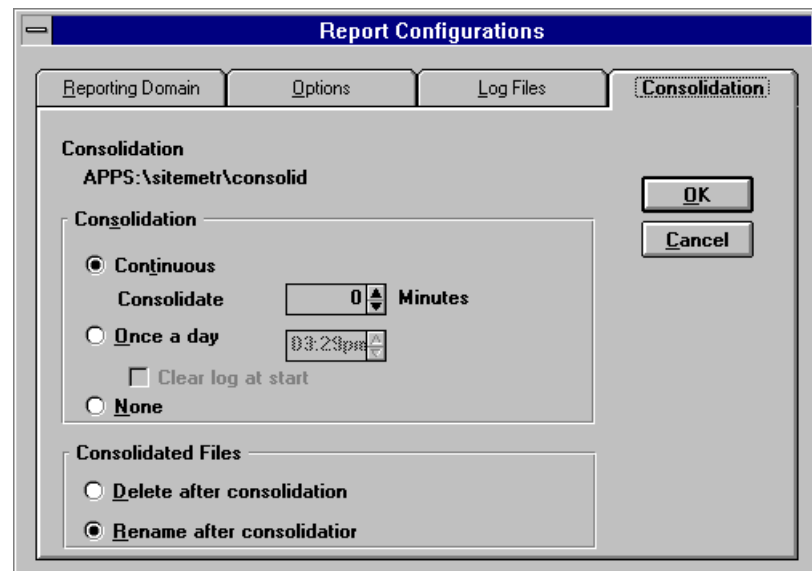 Report Configurations
Reporting Domain Options Log Files Consolidation
Consolidation
APPS:\sitemetr\consolid
OK
Consolidation
Cancel
Continuous
Consolidate 0 Minutes
Once a day 03:29pm
Clear log at start
None
Consolidated Files
Delete after consolidation
Rename after consolidatior